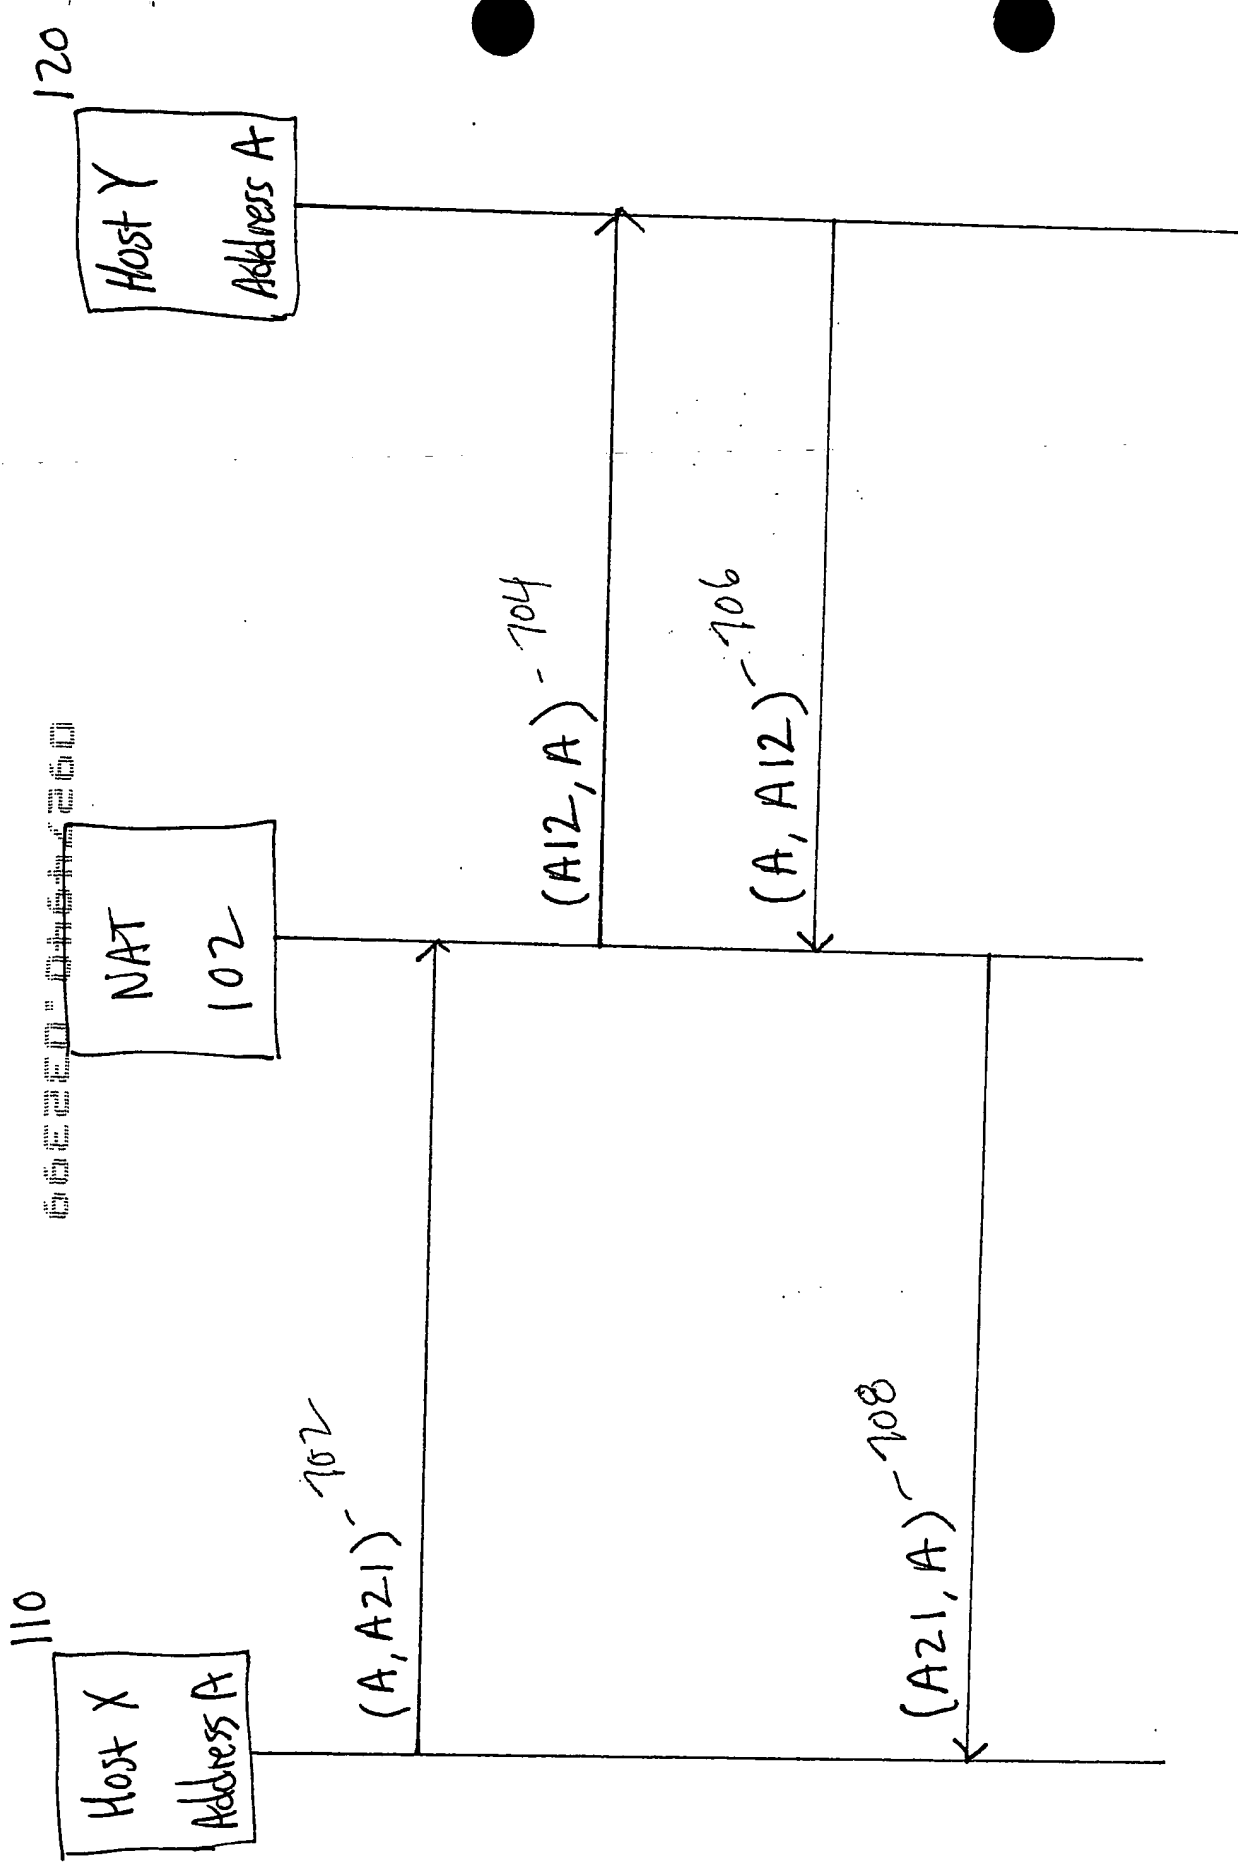 110
Host X
Address A
NAT
102
120
Host Y
Address A
(A, A21) - 702
(A12, A) - 704
(A, A12) - 706
(A21, A) - 708